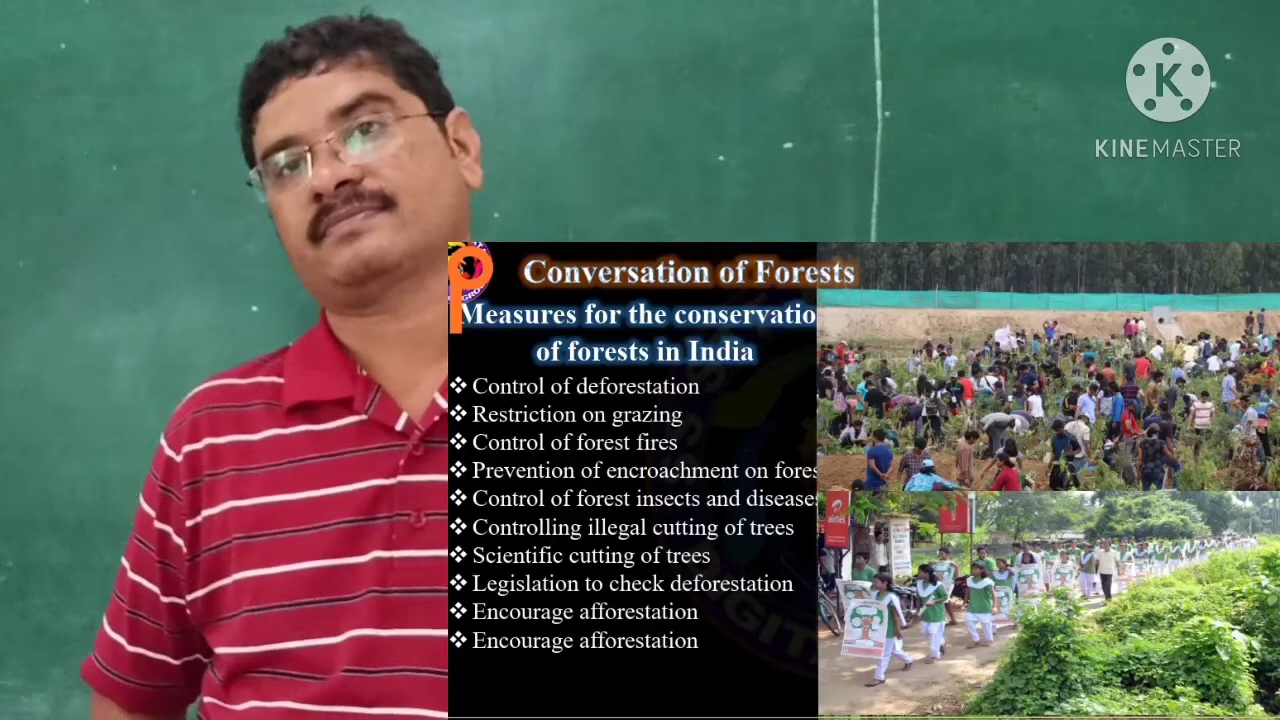 KINEMASTER
Conversation of Forests
Measures for the conservatio
of forests in India
❖ Control of deforestation
❖ Restriction on grazing
❖ Control of forest fires
❖ Prevention of encroachment on fores
❖ Control of forest insects and diseases
❖ Controlling illegal cutting of trees
❖ Scientific cutting of trees
❖ Legislation to check deforestation
❖ Encourage afforestation
❖ Encourage afforestation
airtel